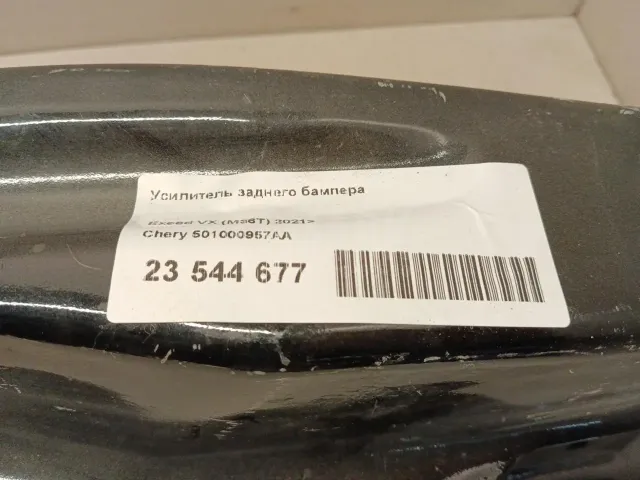 Усилитель заднего бампера
Exeed VX (M36T) 2021>
Chery 501000957AA
23 544 677